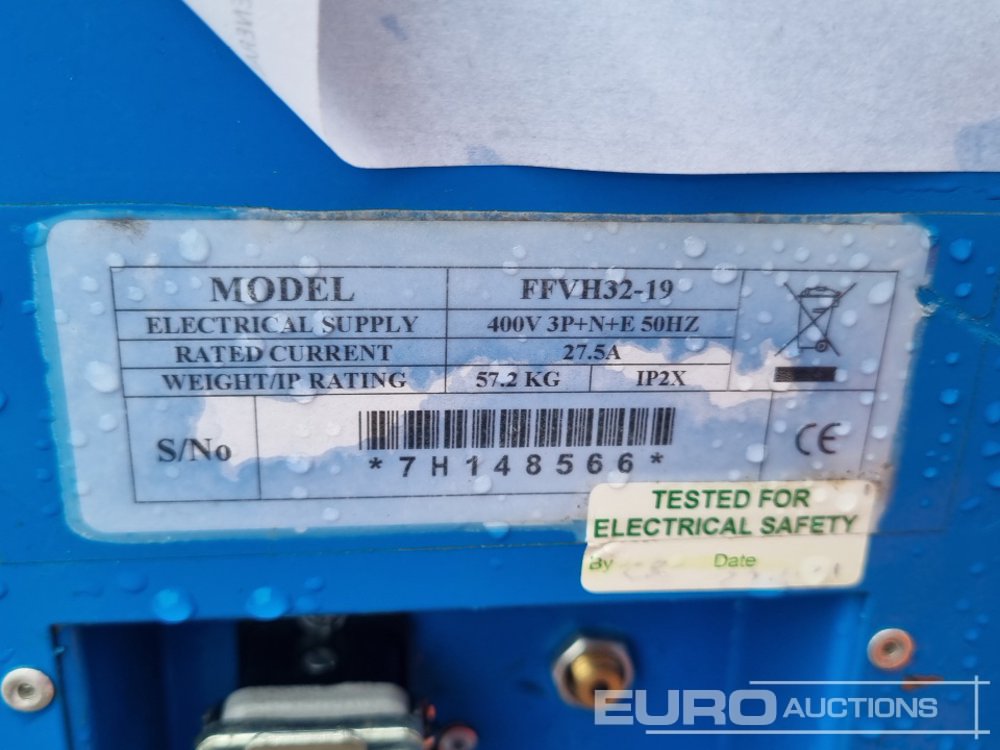 MODEL FFVH32-19
ELECTRICAL SUPPLY 400V 3P+N+E 50HZ
RATED CURRENT 27.5A
WEIGHT/IP RATING 57.2 KG IP2X
S/No
*7H148566*
CE
TESTED FOR
ELECTRICAL SAFETY
By Date
EURO AUCTIONS